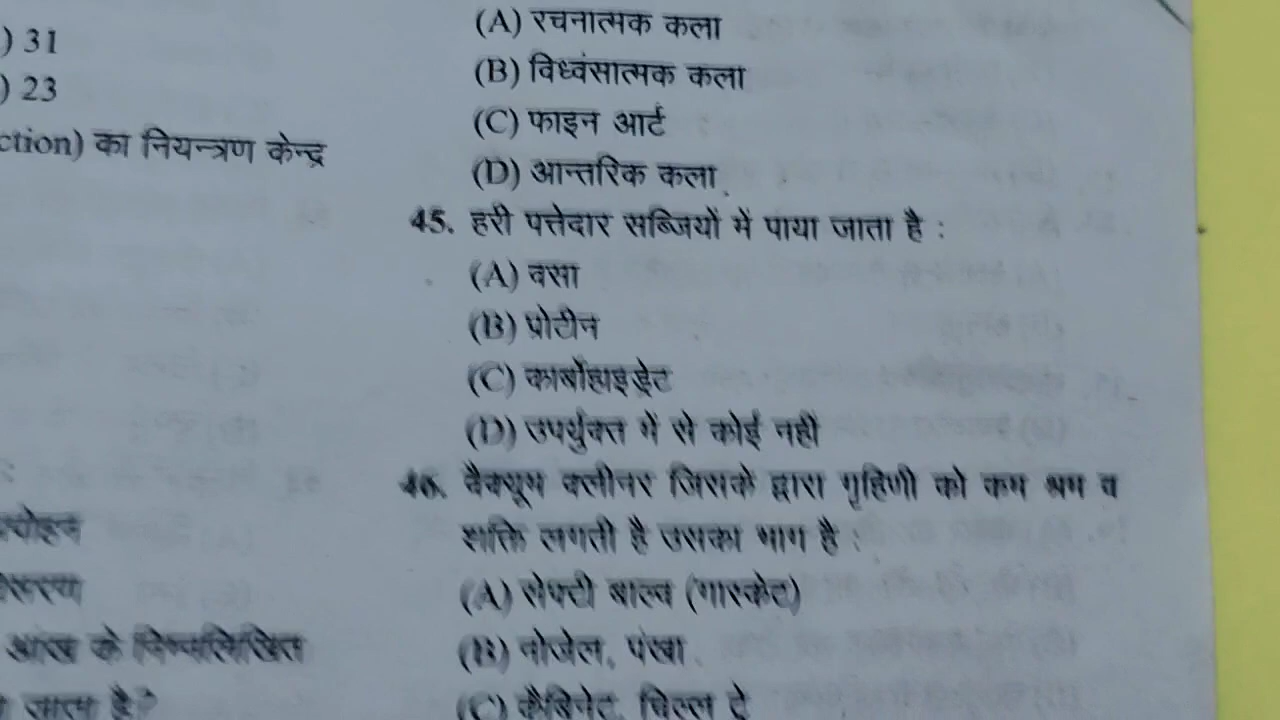 ) 31
) 23
ction) का नियन्त्रण केन्द्र
आंख के निम्नलिखित
जाता है?
(A) रचनात्मक कला
(B) विध्वंसात्मक कला
(C) फाइन आर्ट
(D) आन्तरिक कला
45. हरी पत्तेदार सब्जियों में पाया जाता है :
(A) वसा
(B) प्रोटीन
(C) कार्बोहाइड्रेट
(D) उपर्युक्त में से कोई नहीं
46. वैक्यूम क्लीनर जिसके द्वारा गृहिणी को कम श्रम व
शक्ति लगती है उसका भाग है :
(A) सेफ्टी बाल्व (गास्केट)
(B) नोजेल, पंखा
(C) कैबिनेट, चिल्ल ट्रे